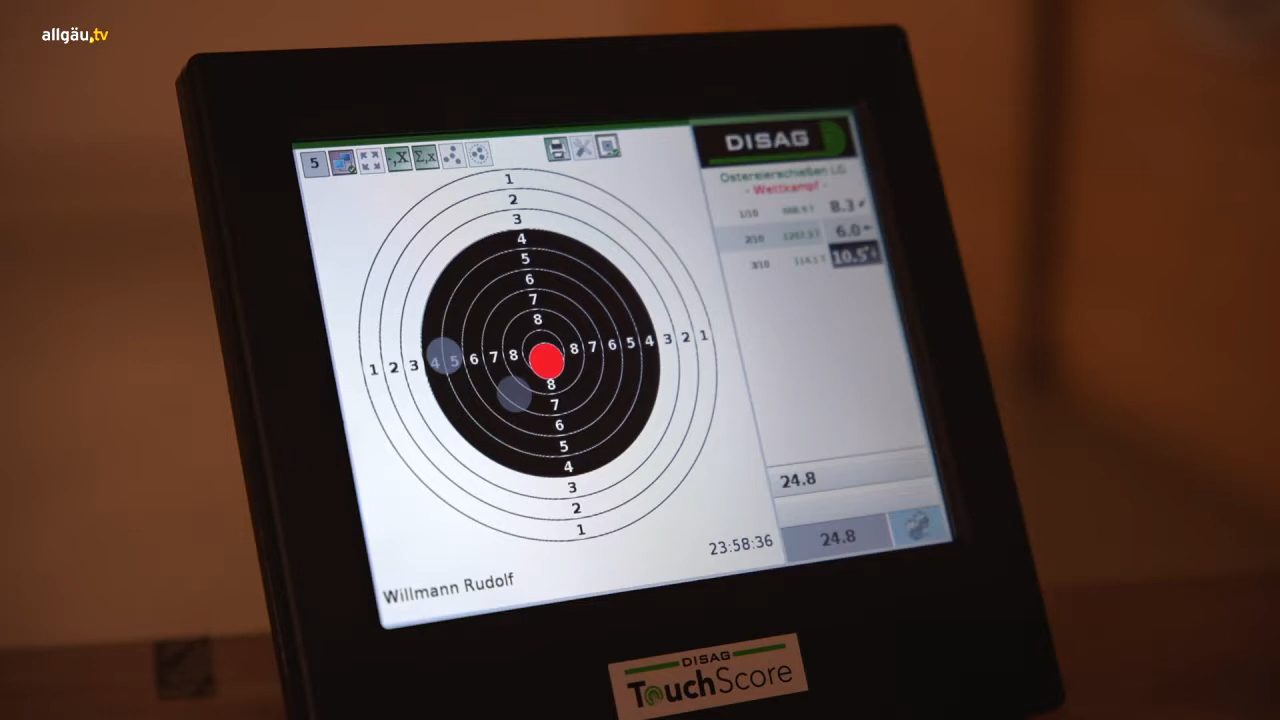 allgäu.tv
5 -,X Σ,x
DISAG
Ostereierschießen LG
- Wettkampf -
1/10 8.3
2/10 6.0
3/10 10.5
1
2
3
4
5
6
7
8
1 2 3 4 5 6 7 8 8 7 6 5 4 3 2 1
8
7
6
5
4
3
2
1
24.8
23:58:36
24.8
Willmann Rudolf
DISAG
TouchScore